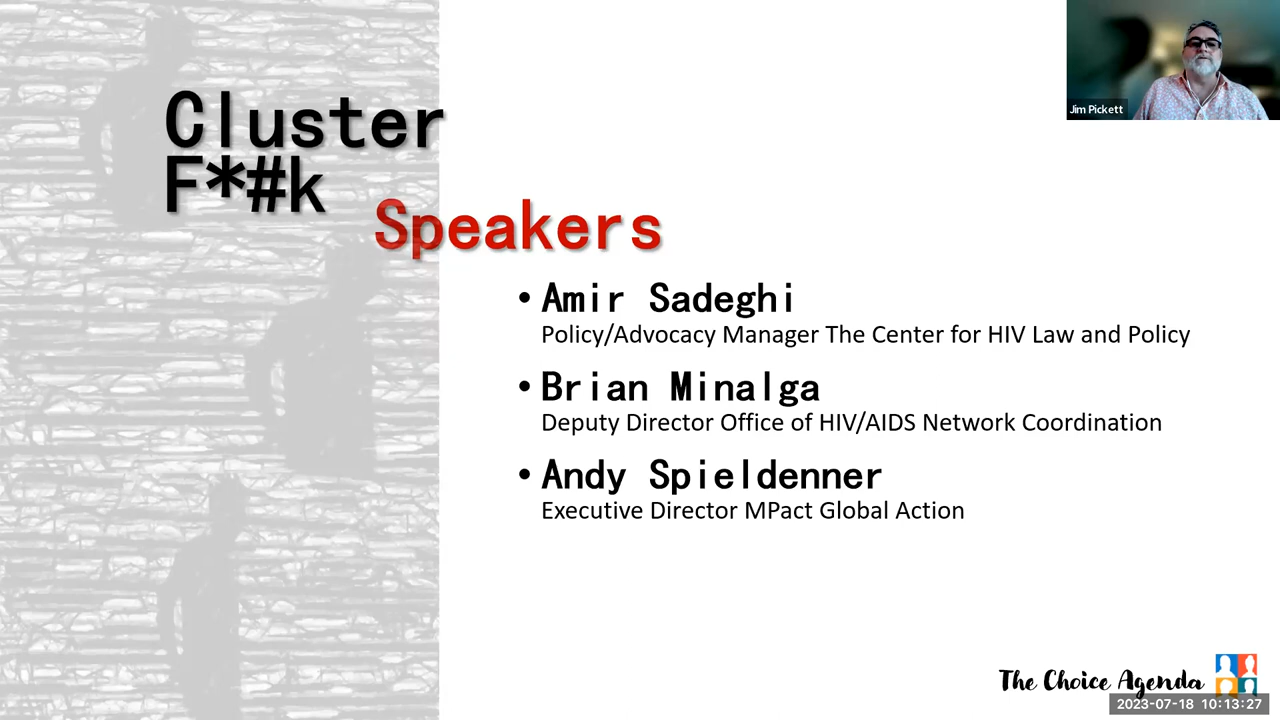 Cluster
F*#k
Speakers
Jim Pickett
• Amir Sadeghi
Policy/Advocacy Manager The Center for HIV Law and Policy
• Brian Minalga
Deputy Director Office of HIV/AIDS Network Coordination
• Andy Spieldenner
Executive Director MPact Global Action
The Choice Agenda
2023-07-18 10:13:27